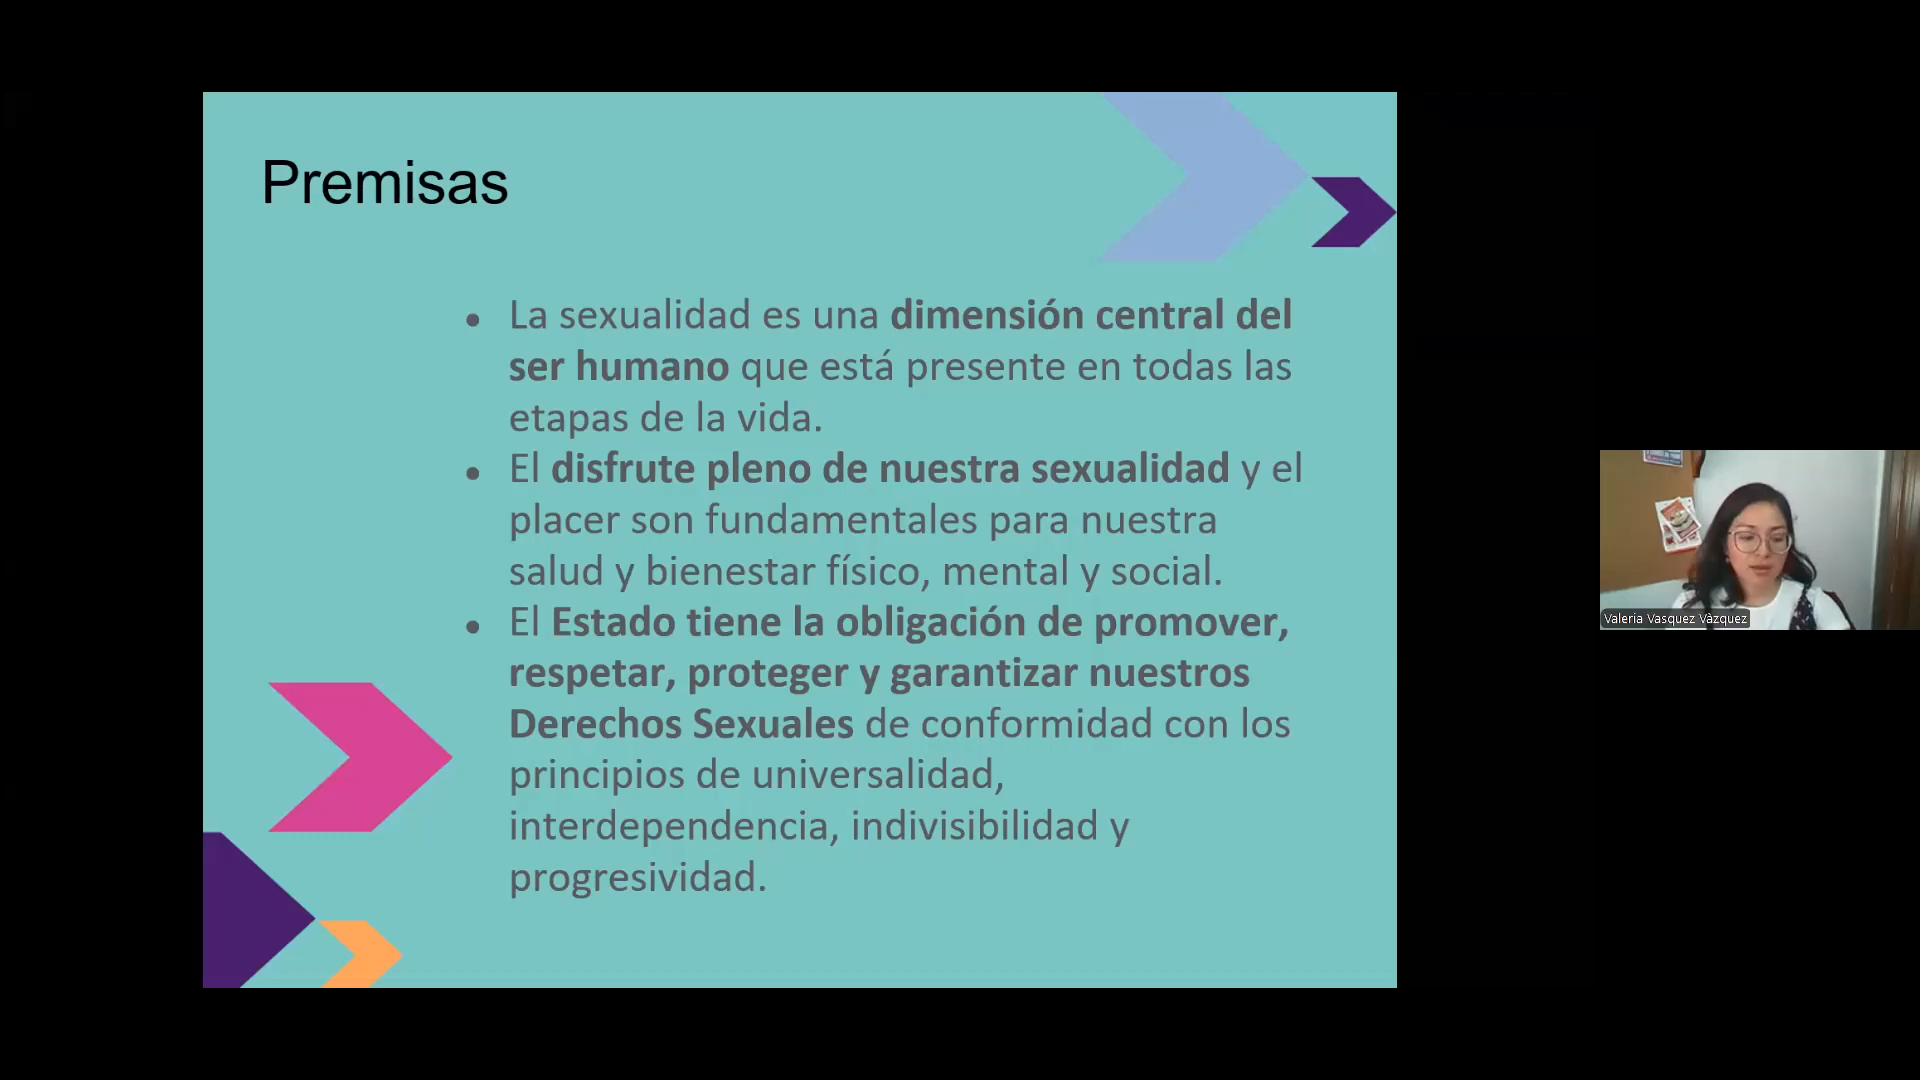 Premisas
• La sexualidad es una dimensión central del
ser humano que está presente en todas las
etapas de la vida.
• El disfrute pleno de nuestra sexualidad y el
placer son fundamentales para nuestra
salud y bienestar físico, mental y social.
• El Estado tiene la obligación de promover,
respetar, proteger y garantizar nuestros
Derechos Sexuales de conformidad con los
principios de universalidad,
interdependencia, indivisibilidad y
progresividad.
Valeria Vasquez Vàzquez